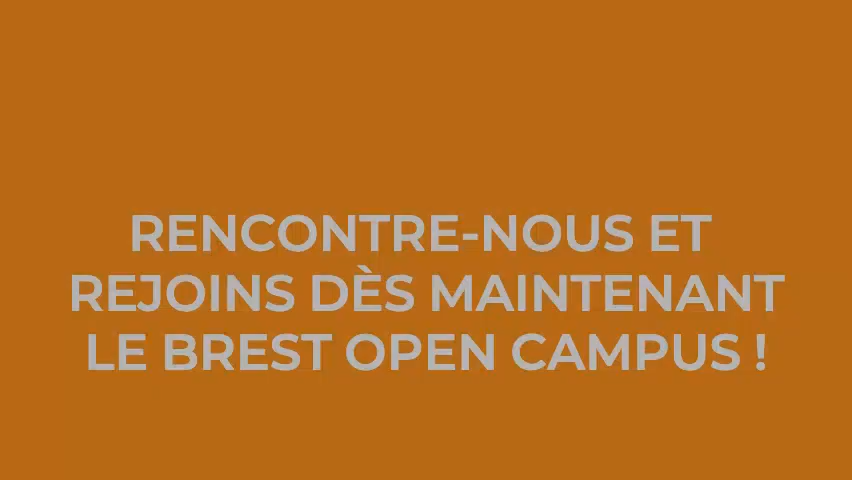 RENCONTRE-NOUS ET
REJOINS DÈS MAINTENANT
LE BREST OPEN CAMPUS !